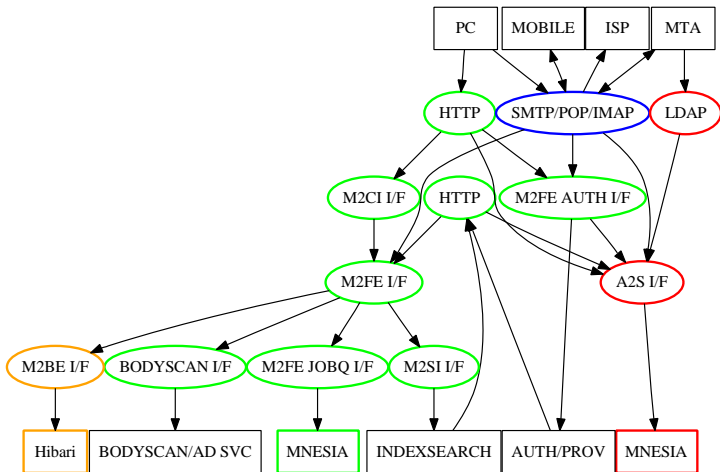 PC
MOBILE
ISP
MTA
HTTP
SMTP/POP/IMAP
LDAP
M2CI I/F
HTTP
M2FE AUTH I/F
M2FE I/F
A2S I/F
M2BE I/F
BODYSCAN I/F
M2FE JOBQ I/F
M2SI I/F
Hibari
BODYSCAN/AD SVC
MNESIA
INDEXSEARCH
AUTH/PROV
MNESIA